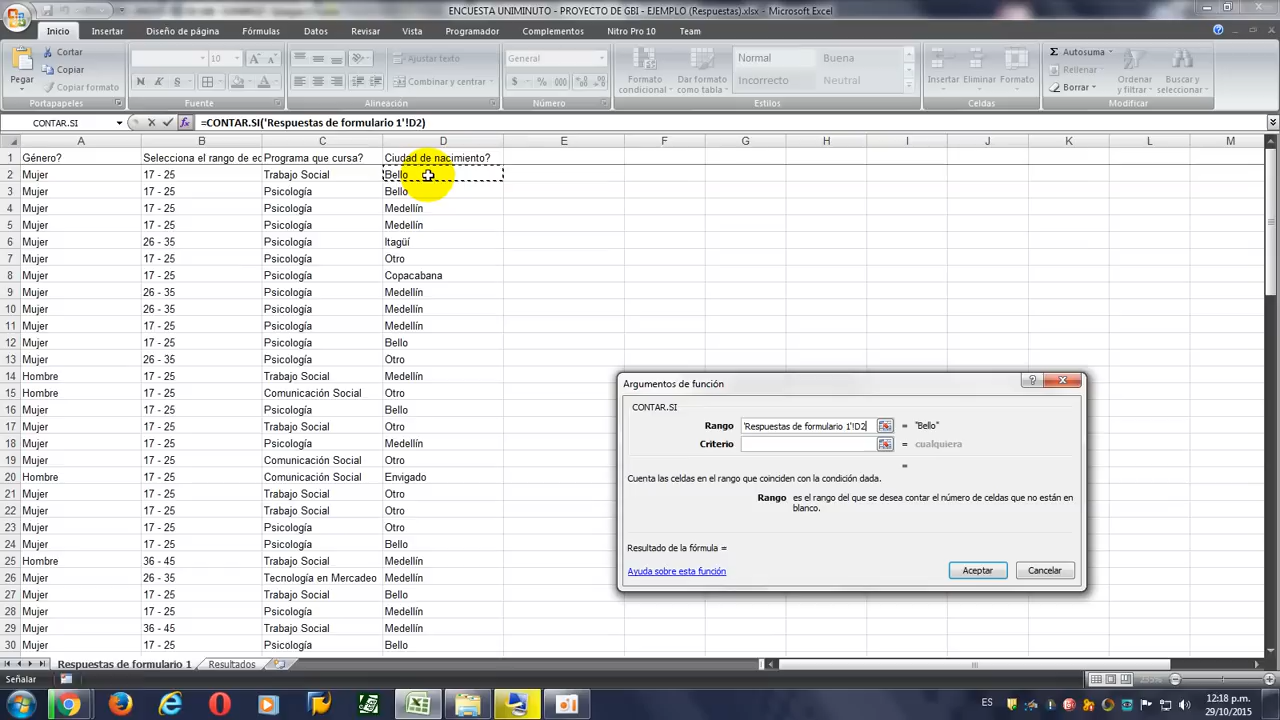 ENCUESTA UNIMINUTO - PROYECTO DE GBI - EJEMPLO (Respuestas).xlsx - Microsoft Excel
Inicio Insertar Diseño de página Fórmulas Datos Revisar Vista Programador Complementos Nitro Pro 10 Team
Pegar Cortar Copiar Copiar formato 10 Ajustar texto Combinar y centrar General Formato condicional Dar formato como tabla Normal Buena Incorrecto Neutral Insertar Eliminar Formato Autosuma Rellenar Borrar Ordenar y filtrar Buscar y seleccionar
Portapapeles Fuente Alineación Número Estilos Celdas Modificar
CONTAR.SI =CONTAR.SI('Respuestas de formulario 1'!D2)
A B C D E F G H I J K L M
1 Género? Selecciona el rango de ec Programa que cursa? Ciudad de nacimiento?
2 Mujer 17 - 25 Trabajo Social Bello
3 Mujer 17 - 25 Psicología Bello
4 Mujer 17 - 25 Psicología Medellín
5 Mujer 17 - 25 Psicología Medellín
6 Mujer 26 - 35 Psicología Itagüí
7 Mujer 17 - 25 Psicología Otro
8 Mujer 17 - 25 Psicología Copacabana
9 Mujer 26 - 35 Psicología Medellín
10 Mujer 26 - 35 Psicología Medellín
11 Mujer 17 - 25 Psicología Medellín
12 Mujer 17 - 25 Psicología Bello
13 Mujer 26 - 35 Psicología Otro
14 Hombre 17 - 25 Trabajo Social Medellín
15 Hombre 17 - 25 Comunicación Social Otro
16 Mujer 17 - 25 Psicología Bello
17 Mujer 17 - 25 Trabajo Social Otro
18 Mujer 17 - 25 Psicología Medellín
19 Mujer 17 - 25 Comunicación Social Otro
20 Hombre 17 - 25 Comunicación Social Envigado
21 Mujer 17 - 25 Trabajo Social Otro
22 Mujer 17 - 25 Trabajo Social Otro
23 Mujer 17 - 25 Psicología Otro
24 Mujer 17 - 25 Psicología Bello
25 Hombre 36 - 45 Trabajo Social Medellín
26 Mujer 26 - 35 Tecnología en Mercadeo Medellín
27 Mujer 17 - 25 Trabajo Social Bello
28 Mujer 17 - 25 Psicología Medellín
29 Mujer 36 - 45 Trabajo Social Medellín
30 Mujer 17 - 25 Psicología Bello
Argumentos de función
CONTAR.SI
Rango 'Respuestas de formulario 1'!D2 = "Bello"
Criterio = cualquiera
=
Cuenta las celdas en el rango que coinciden con la condición dada.
Rango es el rango del que se desea contar el número de celdas que no están en
blanco.
Resultado de la fórmula =
Ayuda sobre esta función Aceptar Cancelar
Respuestas de formulario 1 Resultados
Señalar 235%
ES 12:18 p.m.
29/10/2015